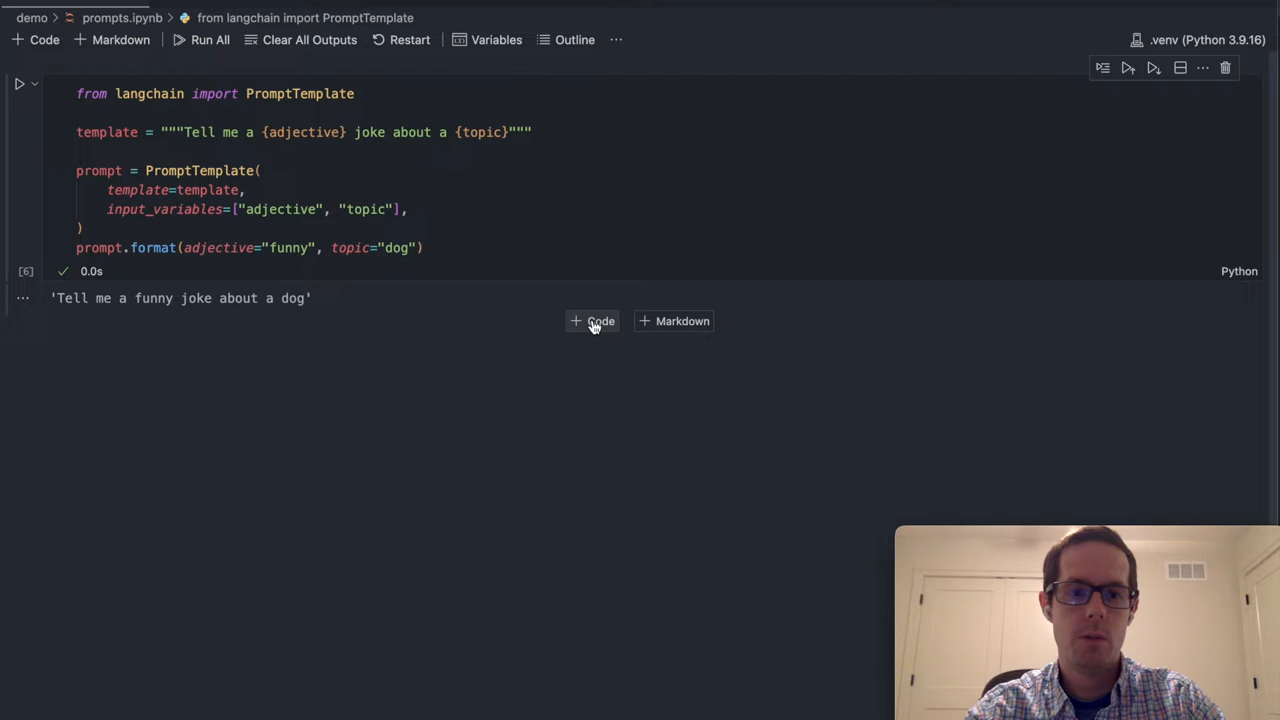 demo > prompts.ipynb > from langchain import PromptTemplate
+ Code + Markdown Run All Clear All Outputs Restart Variables Outline ... .venv (Python 3.9.16)
from langchain import PromptTemplate
template = """Tell me a {adjective} joke about a {topic}"""
prompt = PromptTemplate(
template=template,
input_variables=["adjective", "topic"],
)
prompt.format(adjective="funny", topic="dog")
[6] ✓ 0.0s Python
... 'Tell me a funny joke about a dog'
+ Code + Markdown